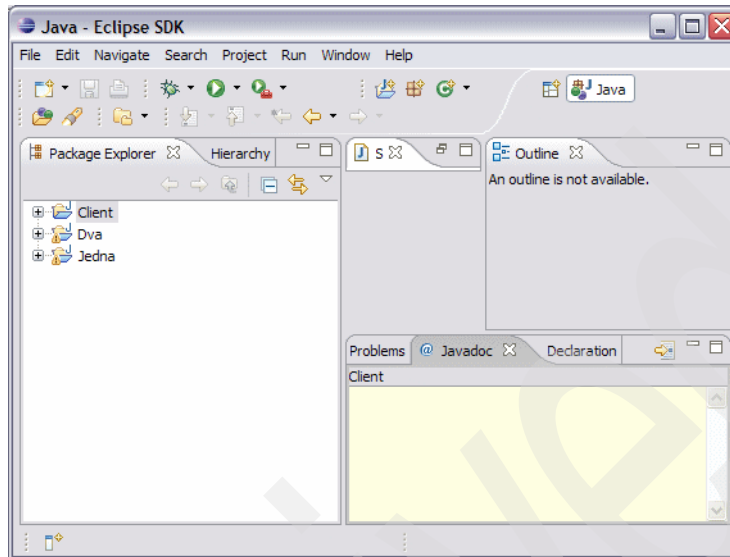 Java - Eclipse SDK
File Edit Navigate Search Project Run Window Help
Java
Package Explorer Hierarchy
S
Outline
An outline is not available.
Client
Dva
Jedna
Problems @ Javadoc Declaration
Client